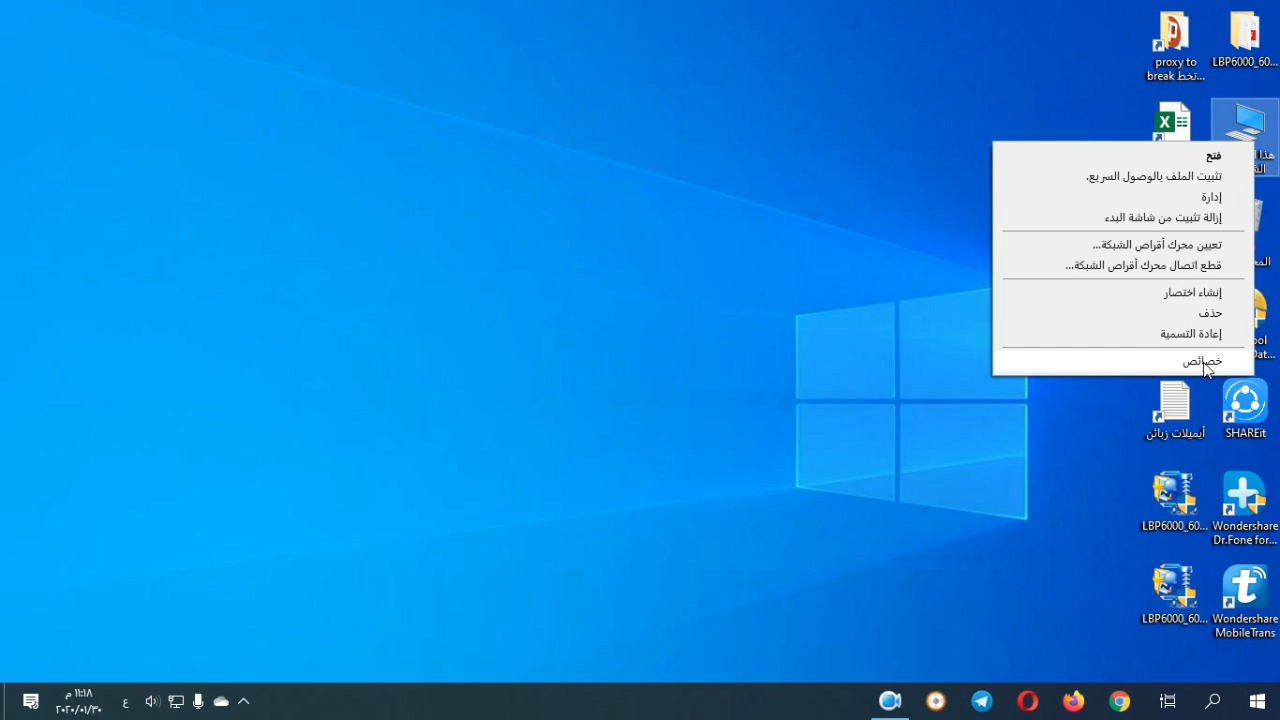 LBP6000_60...
proxy to
break تخط...
هذا
فتح
تثبيت الملف بالوصول السريع.
إدارة
إزالة تثبيت من شاشة البدء
تعيين محرك أقراص الشبكة...
قطع اتصال محرك أقراص الشبكة...
إنشاء اختصار
حذف
إعادة التسمية
خصائص
SHAREit
أيميلات زبائن
Wondershare
Dr.Fone for...
LBP6000_60...
Wondershare
MobileTrans
LBP6000_60...
ع
١١:١٨ م
٢٠٢٠/٠١/٣٠